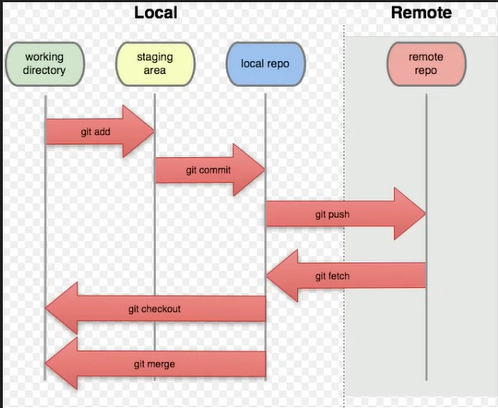 Local
Remote
working
directory
staging
area
local repo
remote
repo
git add
git commit
git push
git fetch
git checkout
git merge